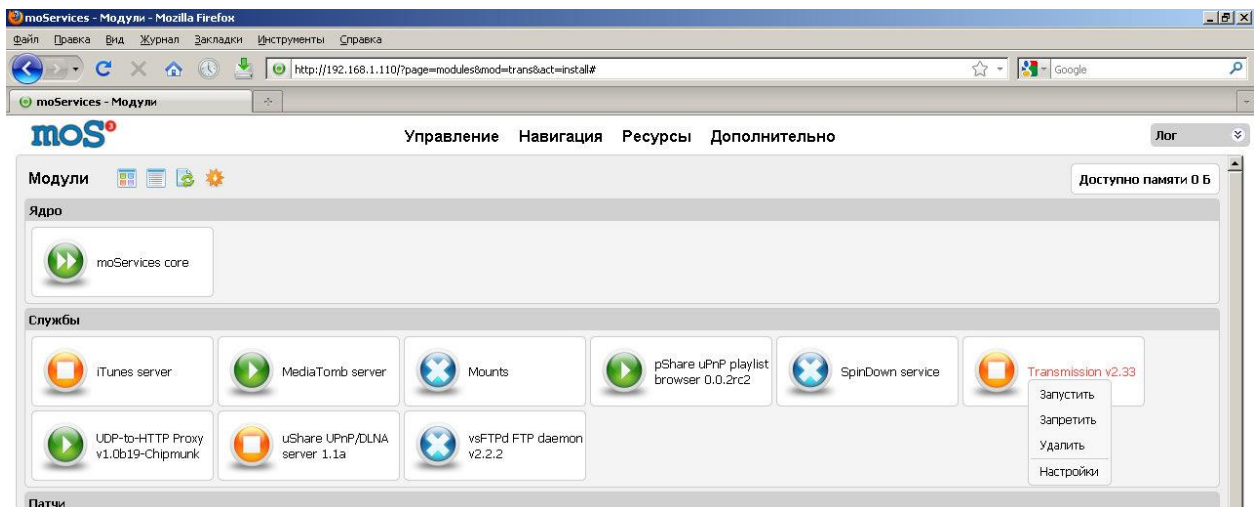 moServices - Модули - Mozilla Firefox
Файл Правка Вид Журнал Закладки Инструменты Справка
http://192.168.1.110/?page=modules&mod=trans&act=install#
Google
moServices - Модули
moS³
Управление Навигация Ресурсы Дополнительно
Лог
Модули
Доступно памяти 0 Б
Ядро
moServices core
Службы
iTunes server
MediaTomb server
Mounts
pShare uPnP playlist
browser 0.0.2rc2
SpinDown service
Transmission v2.33
Запустить
Запретить
Удалить
Настройки
UDP-to-HTTP Proxy
v1.0b19-Chipmunk
uShare UPnP/DLNA
server 1.1a
vsFTPd FTP daemon
v2.2.2
Патчи